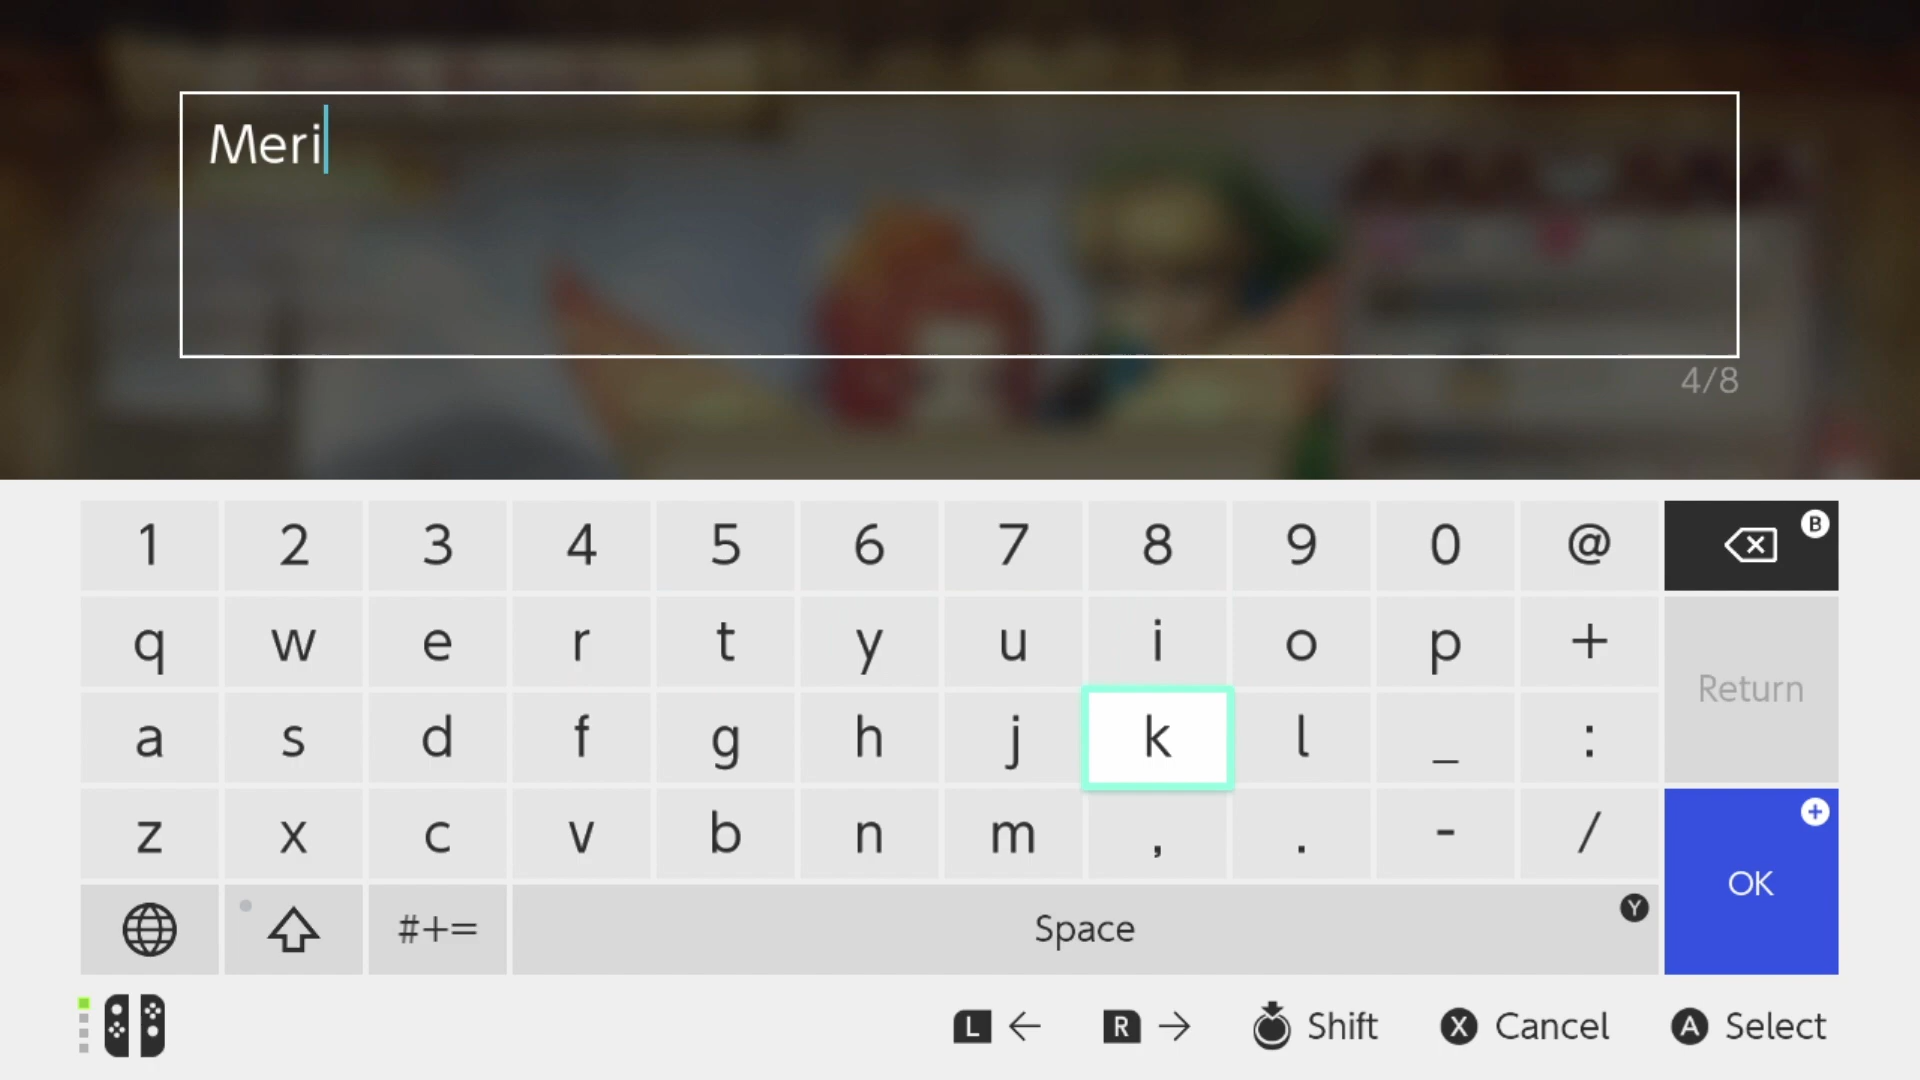 Meri
4/8
1 2 3 4 5 6 7 8 9 0 @ B
q w e r t y u i o p +
Return
a s d f g h j k l _ :
z x c v b n m , . - / +
OK
#+= Space Y
L ← R → Shift X Cancel A Select